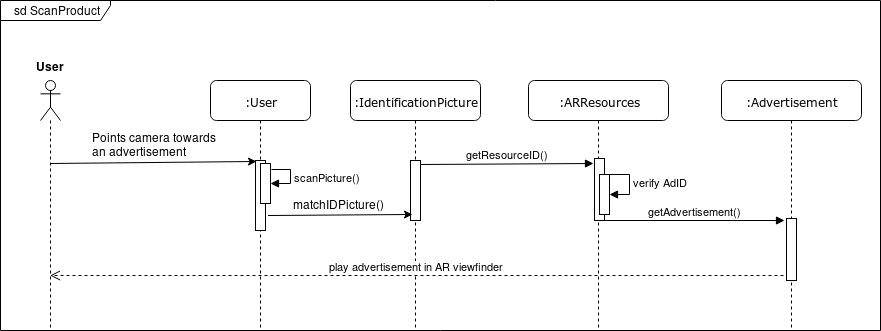 sd ScanProduct
User
:User
:IdentificationPicture
:ARResources
:Advertisement
Points camera towards
an advertisement
getResourceID()
scanPicture()
verify AdID
matchIDPicture()
getAdvertisement()
play advertisement in AR viewfinder